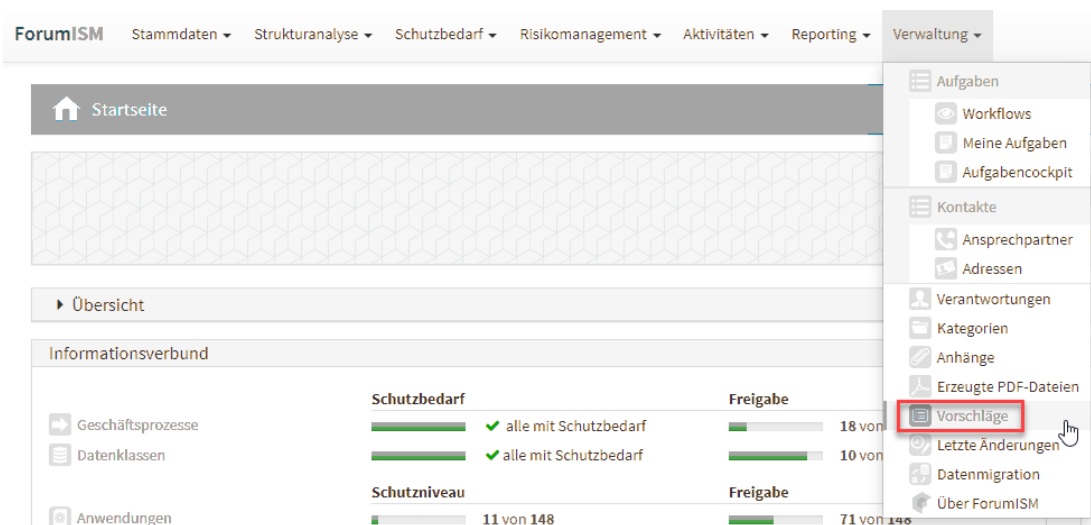 ForumISM Stammdaten Strukturanalyse Schutzbedarf Risikomanagement Aktivitäten Reporting Verwaltung
Startseite
Übersicht
Informationsverbund
Schutzbedarf Freigabe
Geschäftsprozesse alle mit Schutzbedarf 18 von
Datenklassen alle mit Schutzbedarf 10 von
Schutzniveau Freigabe
Anwendungen 11 von 148 71 von 148
Aufgaben
Workflows
Meine Aufgaben
Aufgabencockpit
Kontakte
Ansprechpartner
Adressen
Verantwortungen
Kategorien
Anhänge
Erzeugte PDF-Dateien
Vorschläge
Letzte Änderungen
Datenmigration
Über ForumISM